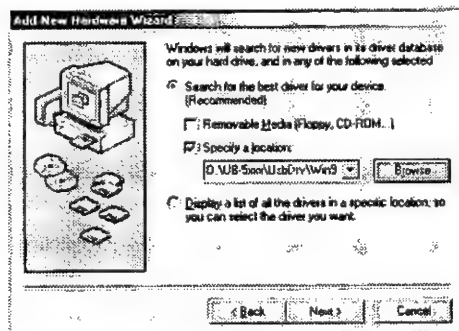 Add New Hardware Wizard
Windows will search for new drivers in its driver database
on your hard drive, and in any of the following selected
Search for the best driver for your device.
(Recommended)
Removable Media (Floppy, CD-ROM...)
Specify a location:
Browse
Display a list of all the drivers in a specific location, so
you can select the driver you want.
< Back
Next >
Cancel